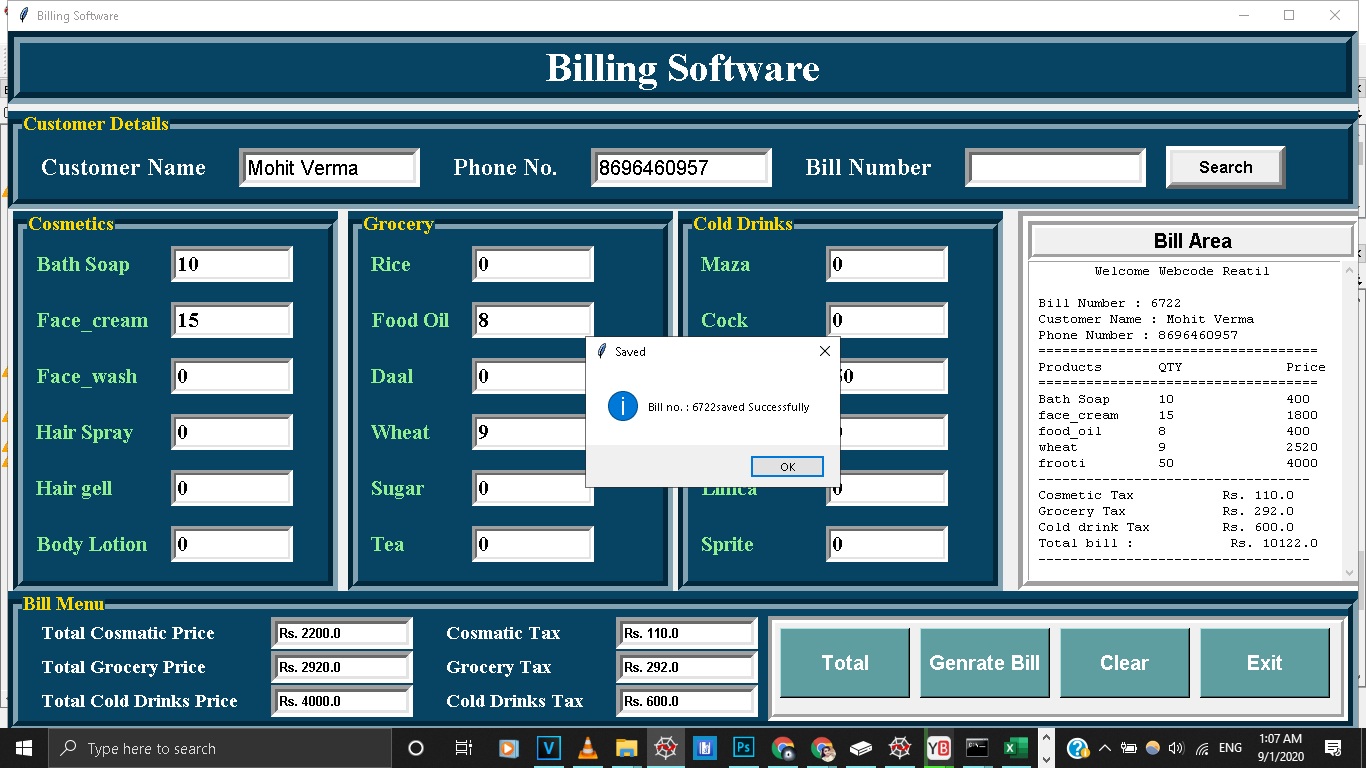 Billing Software
Billing Software
Customer Details
Customer Name Mohit Verma Phone No. 8696460957 Bill Number Search
Cosmetics
Bath Soap 10
Face_cream 15
Face_wash 0
Hair Spray 0
Hair gell 0
Body Lotion 0
Grocery
Rice 0
Food Oil 8
Daal 0
Wheat 9
Sugar 0
Tea 0
Cold Drinks
Maza 0
Cock 0
0
Sprite 0
Saved
Bill no. : 6722saved Successfully
OK
Bill Area
Welcome Webcode Reatil
Bill Number : 6722
Customer Name : Mohit Verma
Phone Number : 8696460957
===================================
Products QTY Price
===================================
Bath Soap 10 400
face_cream 15 1800
food_oil 8 400
wheat 9 2520
frooti 50 4000
----------------------------------
Cosmetic Tax Rs. 110.0
Grocery Tax Rs. 292.0
Cold drink Tax Rs. 600.0
Total bill : Rs. 10122.0
----------------------------------
Bill Menu
Total Cosmatic Price Rs. 2200.0 Cosmatic Tax Rs. 110.0
Total Grocery Price Rs. 2920.0 Grocery Tax Rs. 292.0
Total Cold Drinks Price Rs. 4000.0 Cold Drinks Tax Rs. 600.0
Total Genrate Bill Clear Exit
Type here to search
V
Ps
YB
ENG
1:07 AM
9/1/2020